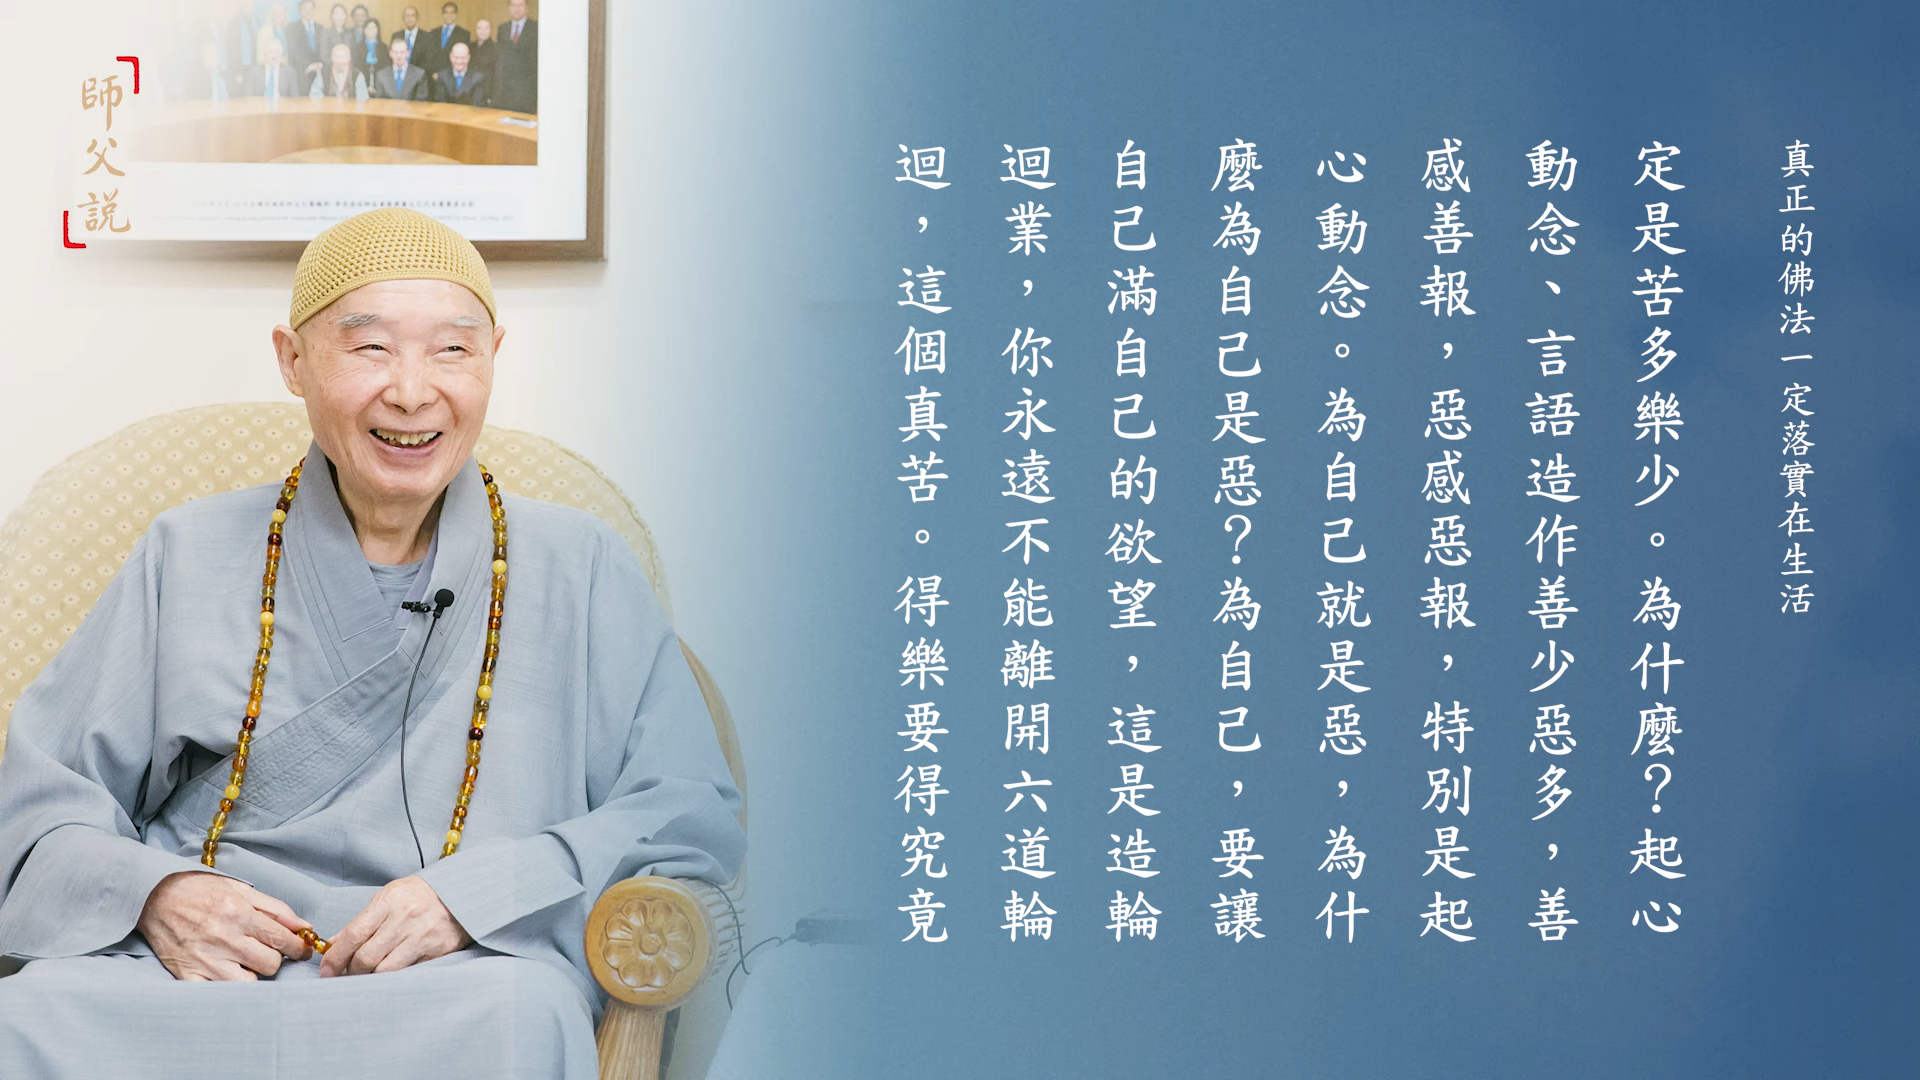 師父説
真正的佛法一定落實在生活
定是苦多樂少。為什麼？起心
動念、言語造作善少惡多，善
感善報，惡感惡報，特別是起
心動念。為自己就是惡，為什
麼為自己是惡？為自己，要讓
自己滿自己的欲望，這是造輪
迴業，你永遠不能離開六道輪
迴，這個真苦。得樂要得究竟